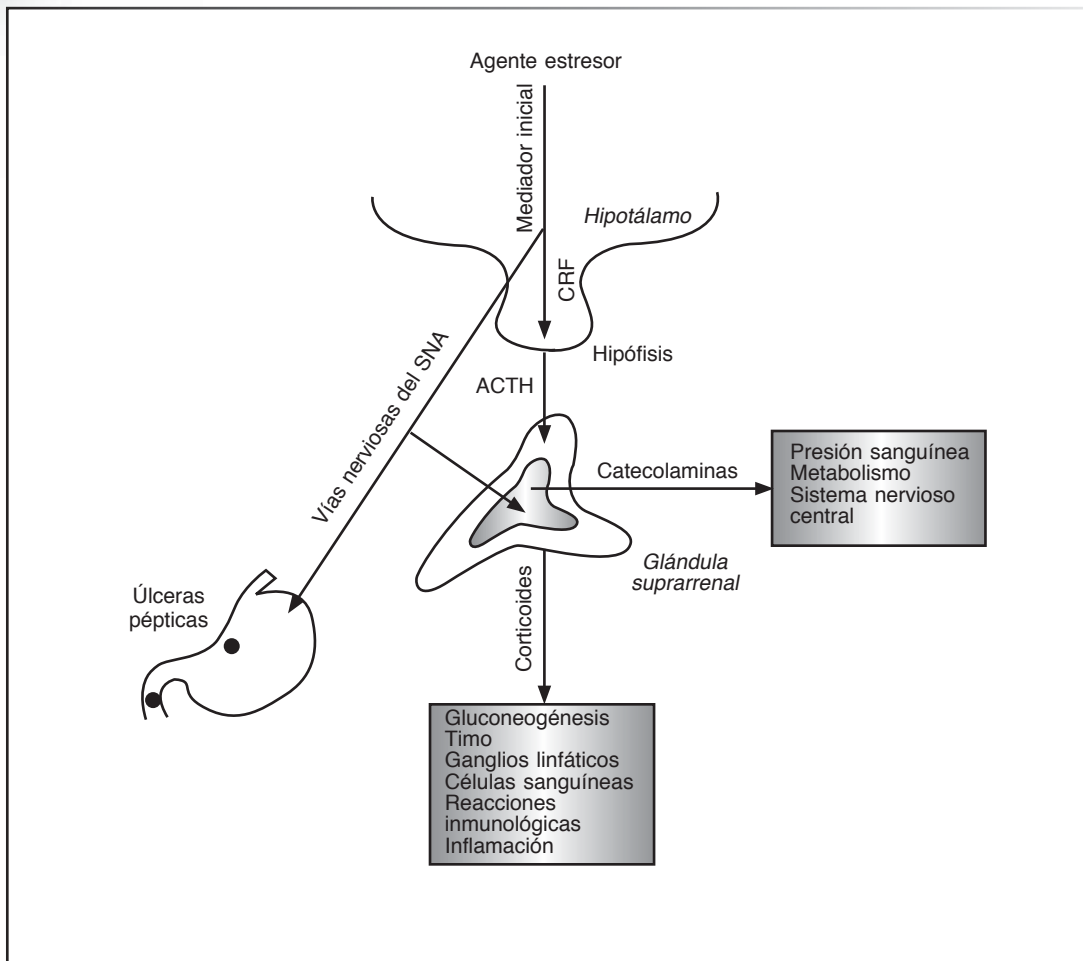 Agente estresor
Mediador inicial
Hipotálamo
CRF
Hipófisis
Vías nerviosas del SNA
ACTH
Catecolaminas
Presión sanguínea
Metabolismo
Sistema nervioso
central
Glándula
suprarrenal
Úlceras
pépticas
Corticoides
Gluconeogénesis
Timo
Ganglios linfáticos
Células sanguíneas
Reacciones
inmunológicas
Inflamación